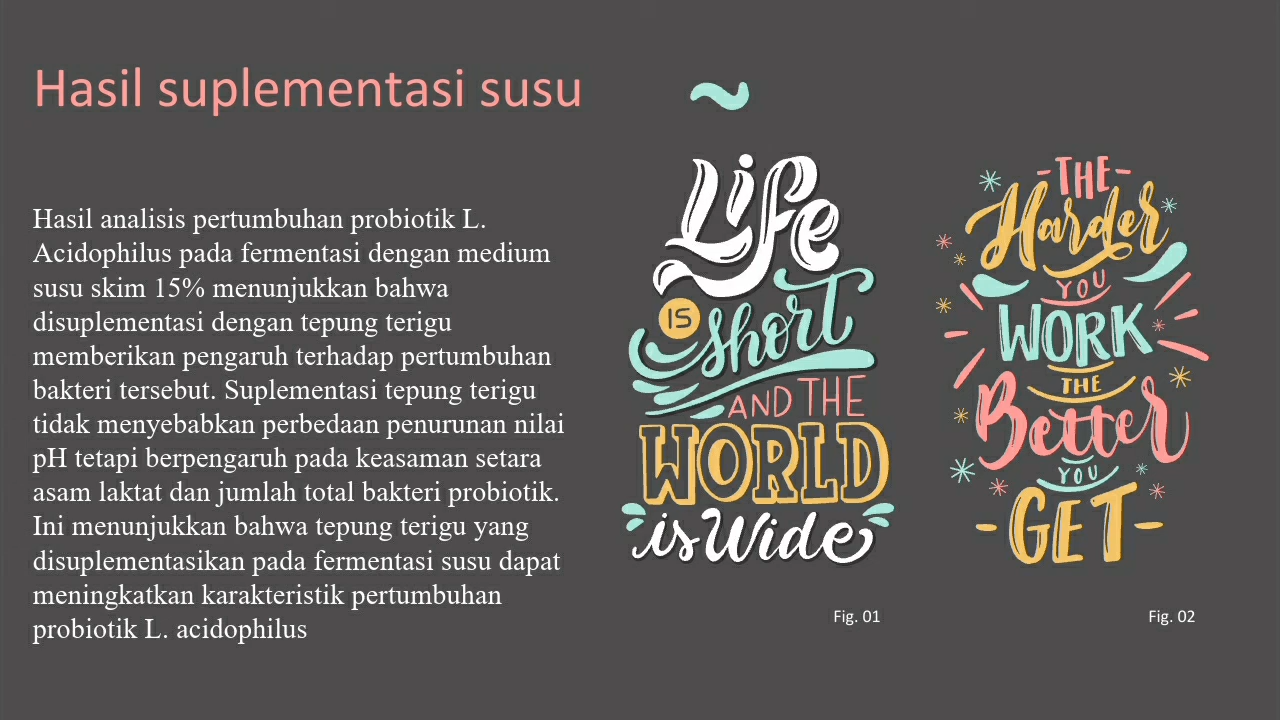 Hasil suplementasi susu
Hasil analisis pertumbuhan probiotik L.
Acidophilus pada fermentasi dengan medium
susu skim 15% menunjukkan bahwa
disuplementasi dengan tepung terigu
memberikan pengaruh terhadap pertumbuhan
bakteri tersebut. Suplementasi tepung terigu
tidak menyebabkan perbedaan penurunan nilai
pH tetapi berpengaruh pada keasaman setara
asam laktat dan jumlah total bakteri probiotik.
Ini menunjukkan bahwa tepung terigu yang
disuplementasikan pada fermentasi susu dapat
meningkatkan karakteristik pertumbuhan
probiotik L. acidophilus
Life
IS short
AND THE
WORLD
is Wide
Fig. 01
-THE-
Harder
YOU
WORK
THE
Better
YOU
-GET-
Fig. 02